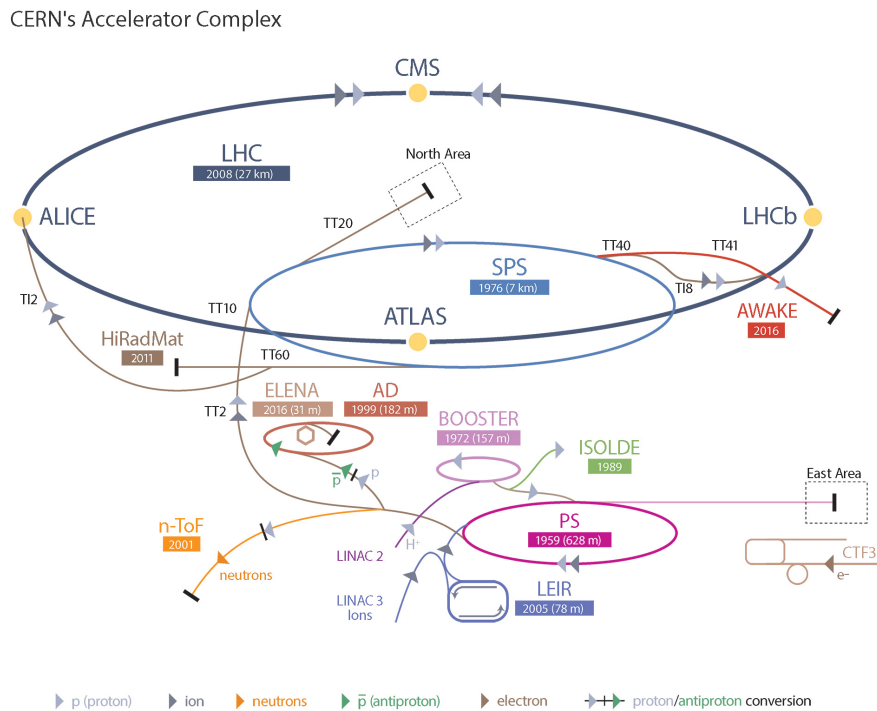 CERN's Accelerator Complex
CMS
LHC
2008 (27 km)
North Area
ALICE
LHCb
TT20
TT40
TT41
SPS
1976 (7 km)
TI2
TI8
TT10
ATLAS
AWAKE
2016
HiRadMat
2011
TT60
ELENA
2016 (31 m)
AD
1999 (182 m)
TT2
BOOSTER
1972 (157 m)
ISOLDE
1989
p̅
p
East Area
n-ToF
2001
PS
1959 (628 m)
H⁺
LINAC 2
neutrons
CTF3
e-
LINAC 3
Ions
LEIR
2005 (78 m)
p (proton)
ion
neutrons
p̅ (antiproton)
electron
proton/antiproton conversion